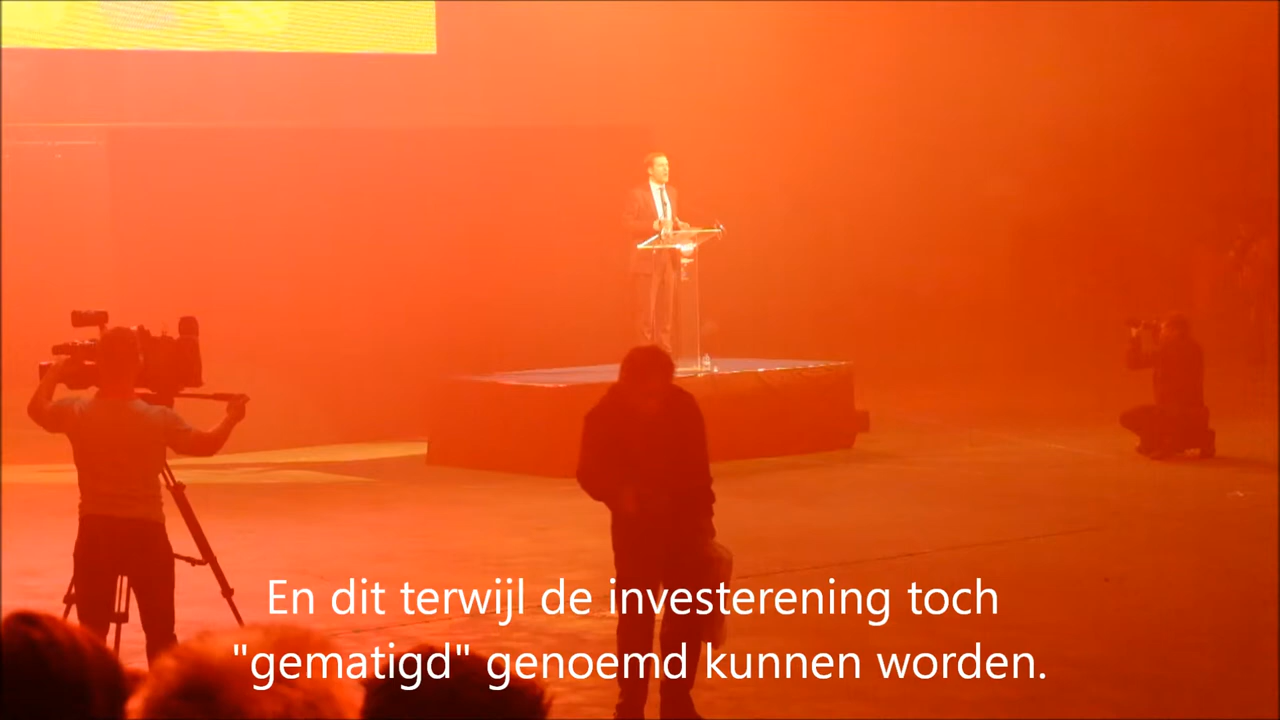 En dit terwijl de investerening toch
"gematigd" genoemd kunnen worden.